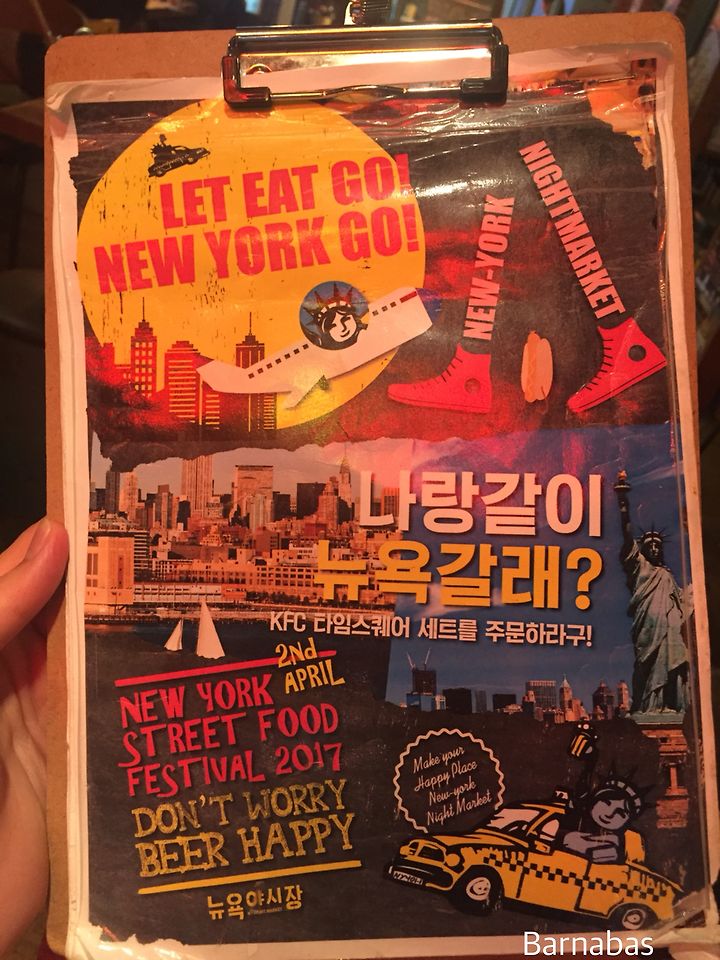 LET EAT GO!
NEW YORK GO!
NEW-YORK
NIGHTMARKET
나랑같이
뉴욕갈래?
KFC 타임스퀘어 세트를 주문하라구!
2nd
APRIL
NEW YORK
STREET FOOD
FESTIVAL 2017
DON'T WORRY
BEER HAPPY
Make your
Happy Place
New-york
Night Market
뉴욕야시장
Barnabas